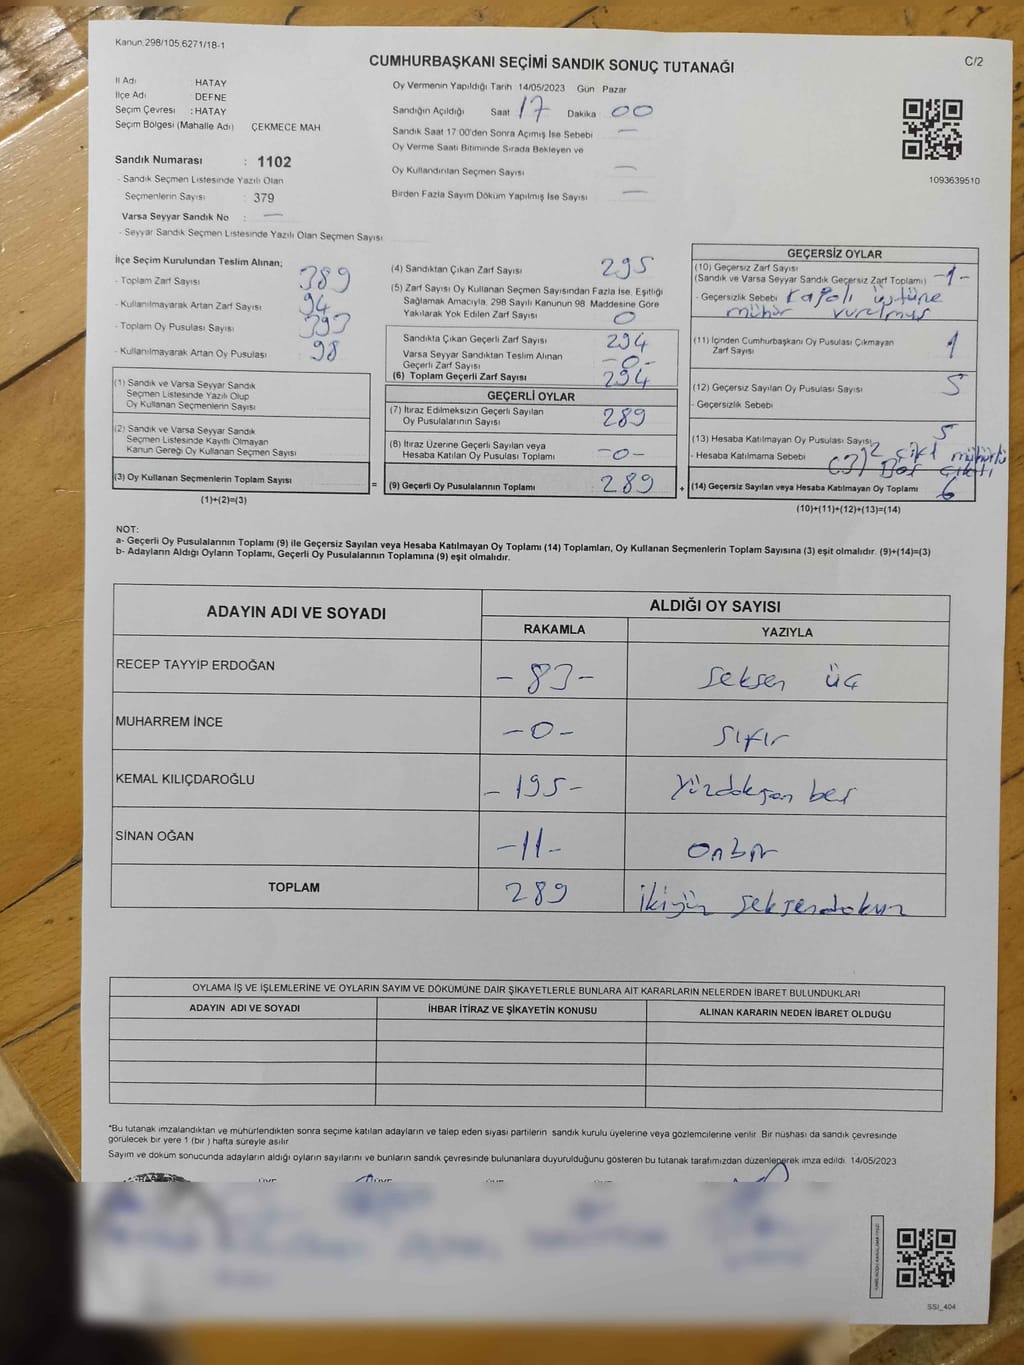 Kanun:298/105,6271/18-1
C/2
CUMHURBAŞKANI SEÇİMİ SANDIK SONUÇ TUTANAĞI
İl Adı : HATAY
İlçe Adı : DEFNE
Seçim Çevresi : HATAY
Seçim Bölgesi (Mahalle Adı) ÇEKMECE MAH
Sandık Numarası : 1102
- Sandık Seçmen Listesinde Yazılı Olan
Seçmenlerin Sayısı : 379
Varsa Seyyar Sandık No : —
- Seyyar Sandık Seçmen Listesinde Yazılı Olan Seçmen Sayısı
Oy Vermenin Yapıldığı Tarih 14/05/2023 Gün Pazar
Sandığın Açıldığı Saat 17 Dakika 00
Sandık Saat 17 00'den Sonra Açımış İse Sebebi —
Oy Verme Saati Bitiminde Sırada Bekleyen ve
Oy Kullandırılan Seçmen Sayısı —
Birden Fazla Sayım Döküm Yapılmış İse Sayısı —
1093639510
İlçe Seçim Kurulundan Teslim Alınan;
- Toplam Zarf Sayısı 389
- Kullanılmayarak Artan Zarf Sayısı 94
- Toplam Oy Pusulası Sayısı 393
- Kullanılmayarak Artan Oy Pusulası 98
(1) Sandık ve Varsa Seyyar Sandık
Seçmen Listesinde Yazılı Olup
Oy Kullanan Seçmenlerin Sayısı
(2) Sandık ve Varsa Seyyar Sandık
Seçmen Listesinde Kayıtlı Olmayan
Kanun Gereği Oy Kullanan Seçmen Sayısı
(3) Oy Kullanan Seçmenlerin Toplam Sayısı
(1)+(2)=(3)
(4) Sandıktan Çıkan Zarf Sayısı 295
(5) Zarf Sayısı Oy Kullanan Seçmen Sayısından Fazla İse, Eşitliği
Sağlamak Amacıyla, 298 Sayılı Kanunun 98 Maddesine Göre
Yakılarak Yok Edilen Zarf Sayısı 0
Sandıkta Çıkan Geçerli Zarf Sayısı 294
Varsa Seyyar Sandıktan Teslim Alınan
Geçerli Zarf Sayısı -0-
(6) Toplam Geçerli Zarf Sayısı 294
GEÇERLİ OYLAR
(7) İtiraz Edilmeksizin Geçerli Sayılan
Oy Pusulalarının Sayısı 289
(8) İtiraz Üzerine Geçerli Sayılan veya
Hesaba Katılan Oy Pusulası Toplamı -0-
= (9) Geçerli Oy Pusulalarının Toplamı 289 +
GEÇERSİZ OYLAR
(10) Geçersiz Zarf Sayısı
(Sandık ve Varsa Seyyar Sandık Geçersiz Zarf Toplamı) -1-
- Geçersizlik Sebebi Kapalı üstüne
mühür vurulmuş
(11) İçinden Cumhurbaşkanı Oy Pusulası Çıkmayan
Zarf Sayısı 1
(12) Geçersiz Sayılan Oy Pusulası Sayısı 5
- Geçersizlik Sebebi
(13) Hesaba Katılmayan Oy Pusulası Sayısı 5
- Hesaba Katılmama Sebebi 2 çift mühürlü
(3) Boş çıktı
(14) Geçersiz Sayılan veya Hesaba Katılmayan Oy Toplamı 6
(10)+(11)+(12)+(13)=(14)
NOT:
a- Geçerli Oy Pusulalarının Toplamı (9) ile Geçersiz Sayılan veya Hesaba Katılmayan Oy Toplamı (14) Toplamları, Oy Kullanan Seçmenlerin Toplam Sayısına (3) eşit olmalıdır. (9)+(14)=(3)
b- Adayların Aldığı Oyların Toplamı, Geçerli Oy Pusulalarının Toplamına (9) eşit olmalıdır.
ADAYIN ADI VE SOYADI ALDIĞI OY SAYISI
RAKAMLA YAZIYLA
RECEP TAYYİP ERDOĞAN -83- seksen üç
MUHARREM İNCE -0- sıfır
KEMAL KILIÇDAROĞLU -195- Yüzdoksan beş
SİNAN OĞAN -11- onbir
TOPLAM 289 ikiyüz seksendokuz
OYLAMA İŞ VE İŞLEMLERİNE VE OYLARIN SAYIM VE DÖKÜMÜNE DAİR ŞİKAYETLERLE BUNLARA AİT KARARLARIN NELERDEN İBARET BULUNDUKLARI
ADAYIN ADI VE SOYADI İHBAR İTİRAZ VE ŞİKAYETİN KONUSU ALINAN KARARIN NEDEN İBARET OLDUĞU
*Bu tutanak imzalandıktan ve mühürlendikten sonra seçime katılan adayların ve talep eden siyasi partilerin sandık kurulu üyelerine veya gözlemcilerine verilir. Bir nüshası da sandık çevresinde
görülecek bir yere 1 (bir ) hafta süreyle asılır
Sayım ve döküm sonucunda adayların aldığı oyların sayılarını ve bunların sandık çevresinde bulunanlara duyurulduğunu gösteren bu tutanak tarafımızdan düzenlenerek imza edildi. 14/05/2023
SSI_404